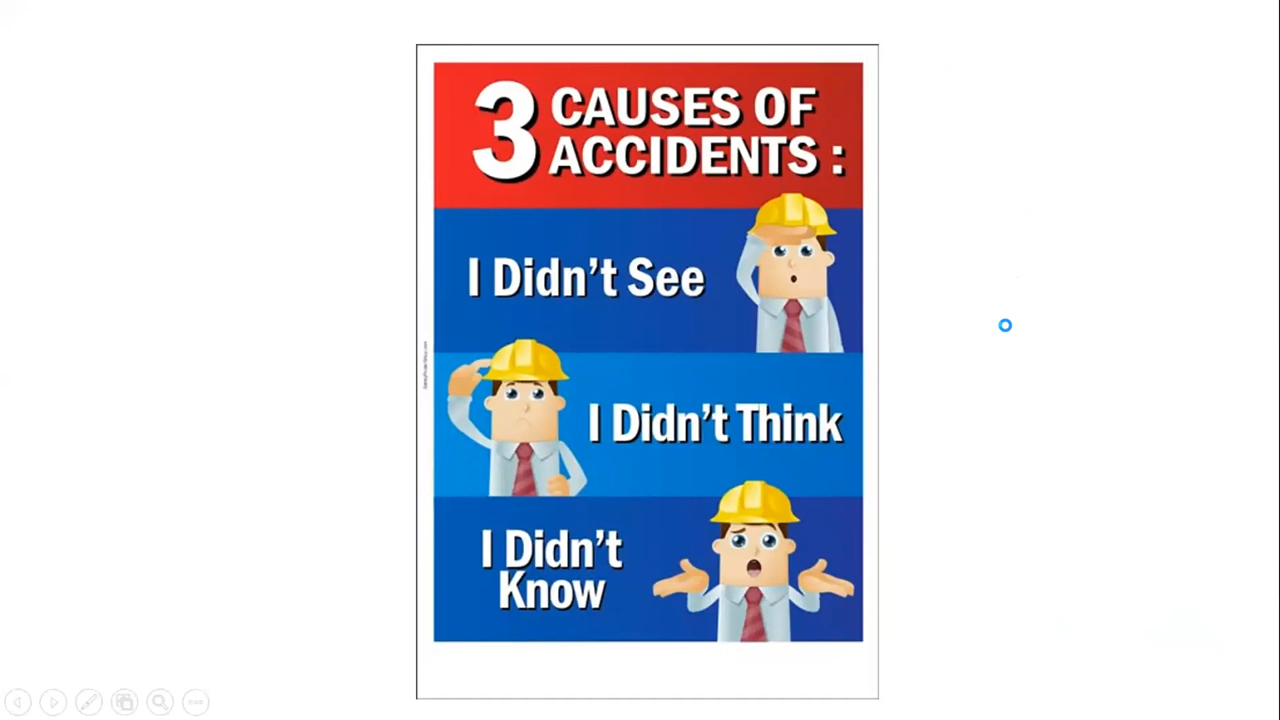 3 CAUSES OF
ACCIDENTS :
I Didn't See
I Didn't Think
I Didn't
Know